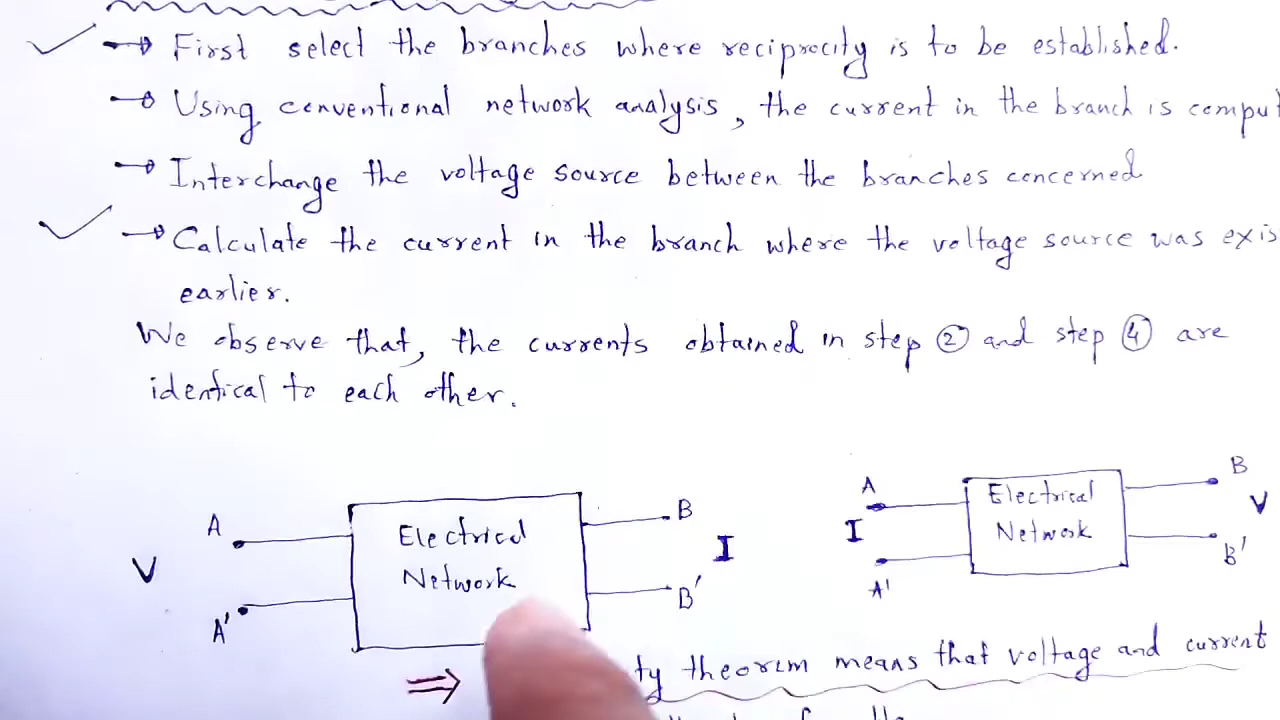 First select the branches where reciprocity is to be established.
Using conventional network analysis, the current in the branch is comput
Interchange the voltage source between the branches concerned
Calculate the current in the branch where the voltage source was exis
earlier.
We observe that, the currents obtained in step ② and step ④ are
identical to each other.
A
V
A'
Electrical
Network
B
I
B'
A
I
A'
Electrical
Network
B
V
B'
⇒ ty theorem means that voltage and current